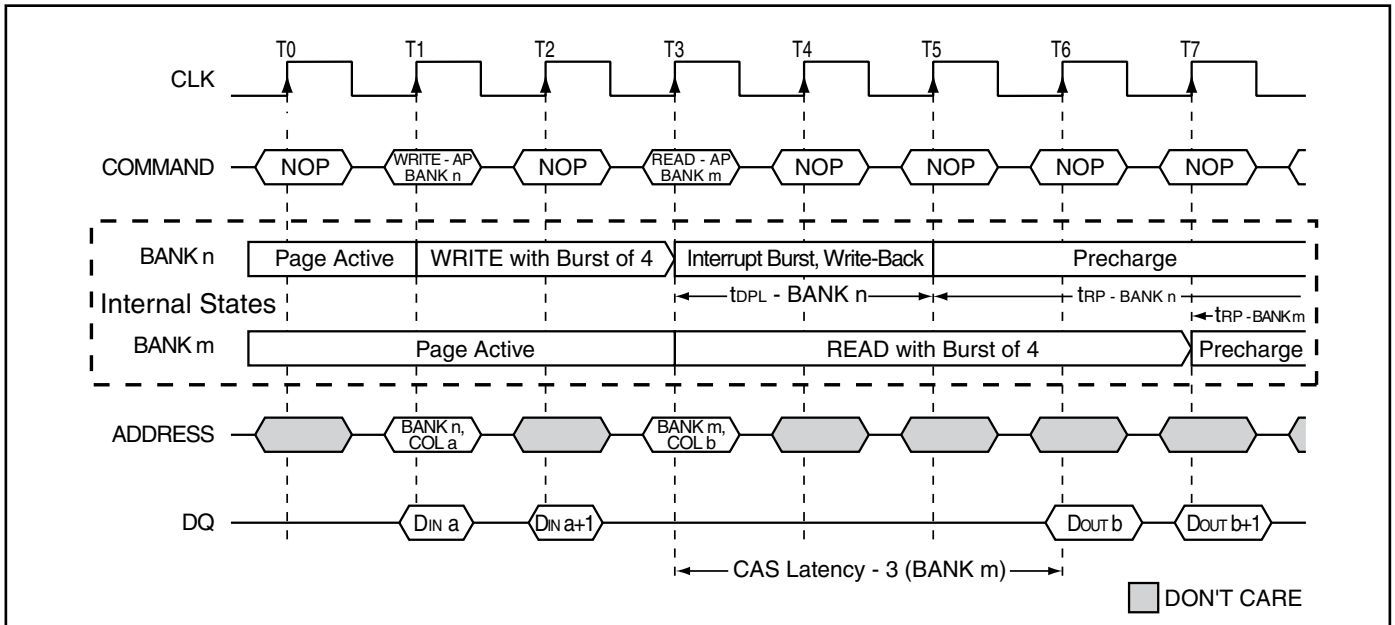 T0 T1 T2 T3 T4 T5 T6 T7
CLK
COMMAND NOP WRITE - AP BANK n NOP READ - AP BANK m NOP NOP NOP NOP
BANK n Page Active WRITE with Burst of 4 Interrupt Burst, Write-Back Precharge
tDPL - BANK n tRP - BANK n
Internal States
tRP - BANK m
BANK m Page Active READ with Burst of 4 Precharge
ADDRESS BANK n, COL a BANK m, COL b
DQ DIN a DIN a+1 DOUT b DOUT b+1
CAS Latency - 3 (BANK m)
DON'T CARE